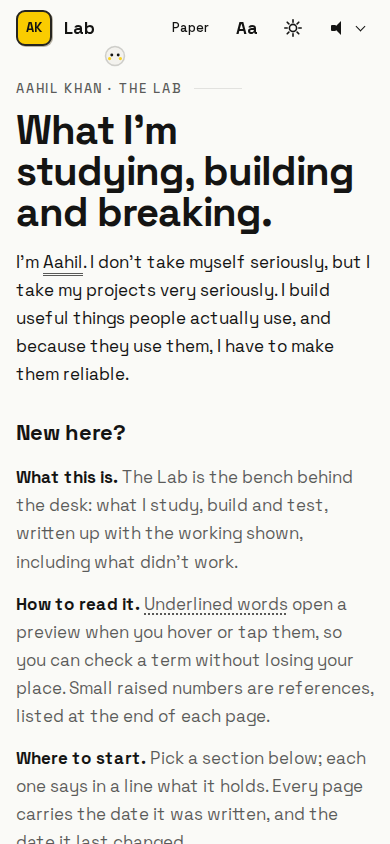 AK Lab Paper Aa
AAHIL KHAN · THE LAB
What I’m
studying, building
and breaking.
I’m Aahil. I don’t take myself seriously, but I
take my projects very seriously. I build
useful things people actually use, and
because they use them, I have to make
them reliable.
New here?
What this is. The Lab is the bench behind
the desk: what I study, build and test,
written up with the working shown,
including what didn’t work.
How to read it. Underlined words open a
preview when you hover or tap them, so
you can check a term without losing your
place. Small raised numbers are references,
listed at the end of each page.
Where to start. Pick a section below; each
one says in a line what it holds. Every page
carries the date it was written, and the
date it last changed.